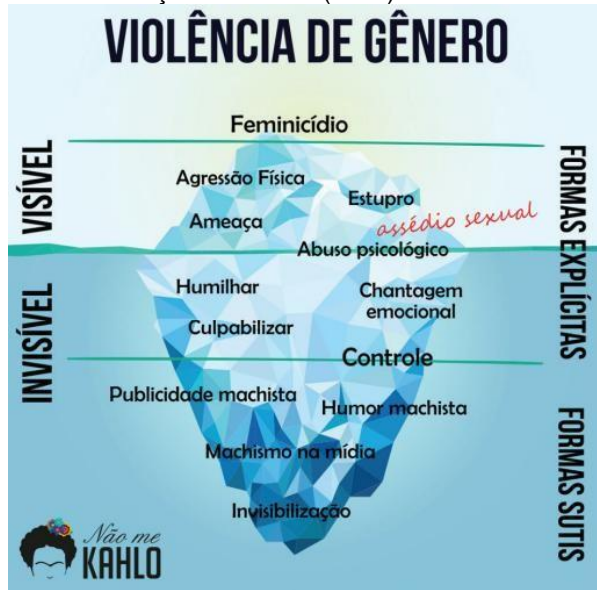 VIOLÊNCIA DE GÊNERO
Feminicídio
VISÍVEL
FORMAS EXPLÍCITAS
Agressão Física
Estupro
Ameaça
assédio sexual
Abuso psicológico
INVISÍVEL
Humilhar
Chantagem
emocional
Culpabilizar
Controle
Publicidade machista
Humor machista
FORMAS SUTIS
Machismo na mídia
Invisibilização
Não me
KAHLO